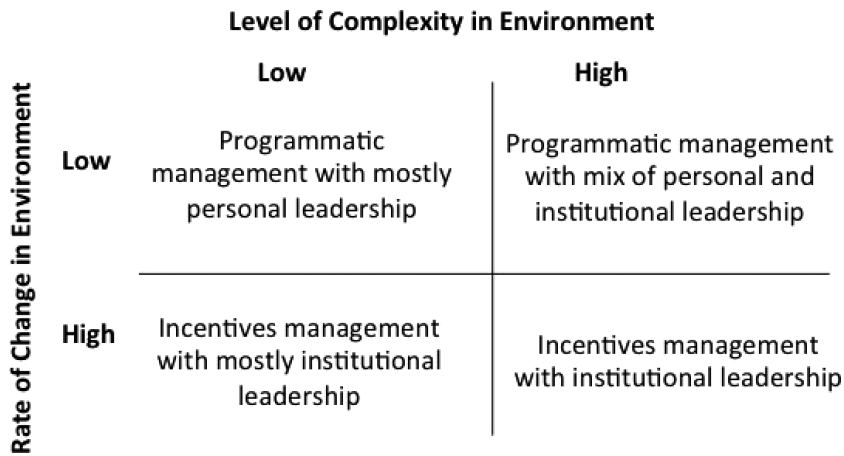 Level of Complexity in Environment
Low
High
Rate of Change in Environment
Low
Programmatic
management with mostly
personal leadership
Programmatic management
with mix of personal and
institutional leadership
High
Incentives management
with mostly institutional
leadership
Incentives management
with institutional leadership